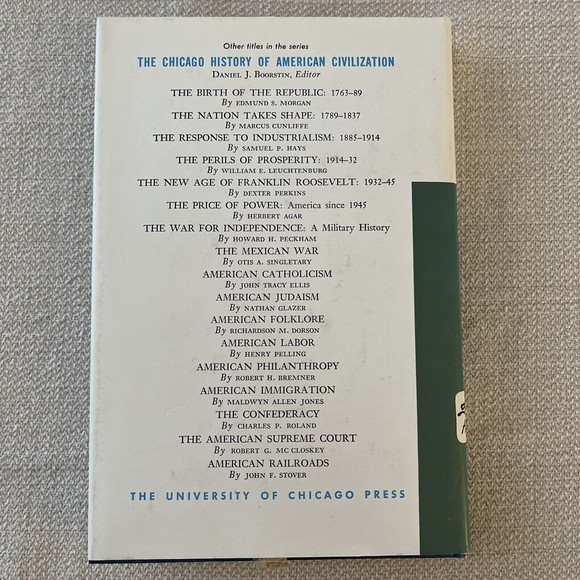 Other titles in the series
THE CHICAGO HISTORY OF AMERICAN CIVILIZATION
DANIEL J. BOORSTIN, Editor
THE BIRTH OF THE REPUBLIC: 1763–89
By EDMUND S. MORGAN
THE NATION TAKES SHAPE: 1789–1837
By MARCUS CUNLIFFE
THE RESPONSE TO INDUSTRIALISM: 1885–1914
By SAMUEL P. HAYS
THE PERILS OF PROSPERITY: 1914–32
By WILLIAM E. LEUCHTENBURG
THE NEW AGE OF FRANKLIN ROOSEVELT: 1932–45
By DEXTER PERKINS
THE PRICE OF POWER: America since 1945
By HERBERT AGAR
THE WAR FOR INDEPENDENCE: A Military History
By HOWARD H. PECKHAM
THE MEXICAN WAR
By OTIS A. SINGLETARY
AMERICAN CATHOLICISM
By JOHN TRACY ELLIS
AMERICAN JUDAISM
By NATHAN GLAZER
AMERICAN FOLKLORE
By RICHARDSON M. DORSON
AMERICAN LABOR
By HENRY PELLING
AMERICAN PHILANTHROPY
By ROBERT H. BREMNER
AMERICAN IMMIGRATION
By MALDWYN ALLEN JONES
THE CONFEDERACY
By CHARLES P. ROLAND
THE AMERICAN SUPREME COURT
By ROBERT G. MC CLOSKEY
AMERICAN RAILROADS
By JOHN F. STOVER
THE UNIVERSITY OF CHICAGO PRESS